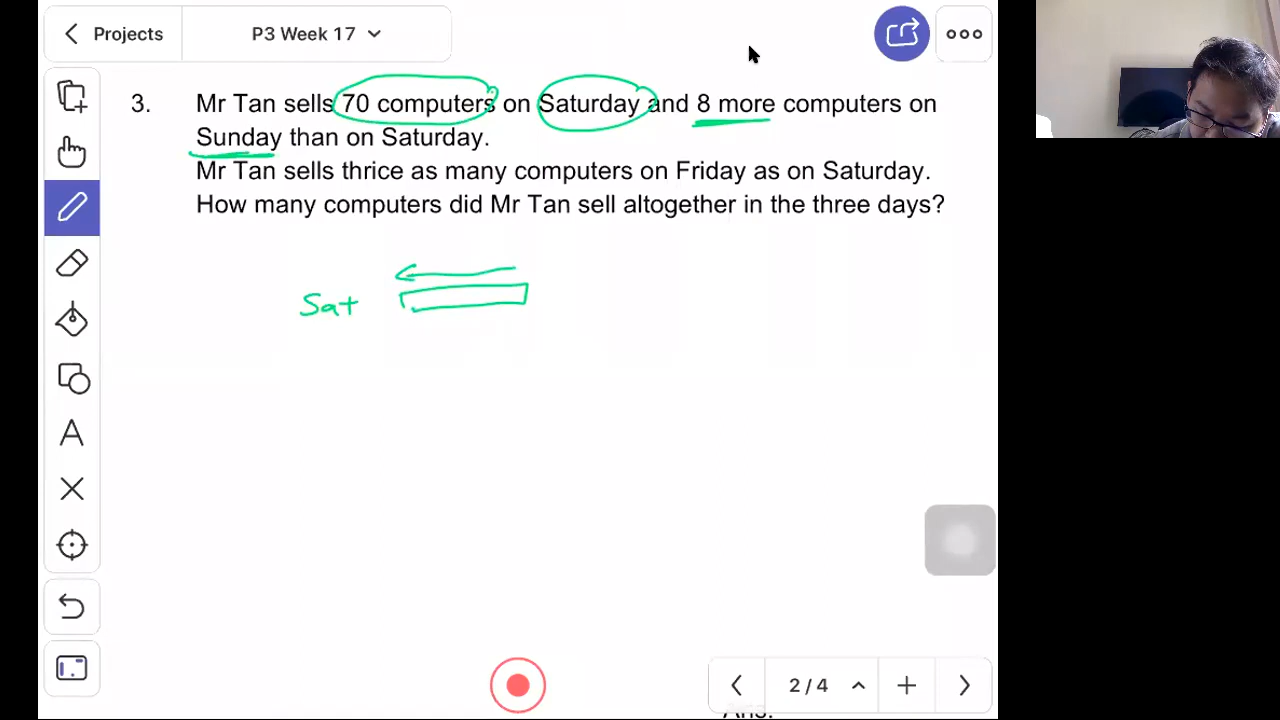 Projects
P3 Week 17
3. Mr Tan sells 70 computers on Saturday and 8 more computers on
Sunday than on Saturday.
Mr Tan sells thrice as many computers on Friday as on Saturday.
How many computers did Mr Tan sell altogether in the three days?
Sat
A
2 / 4
Ans: